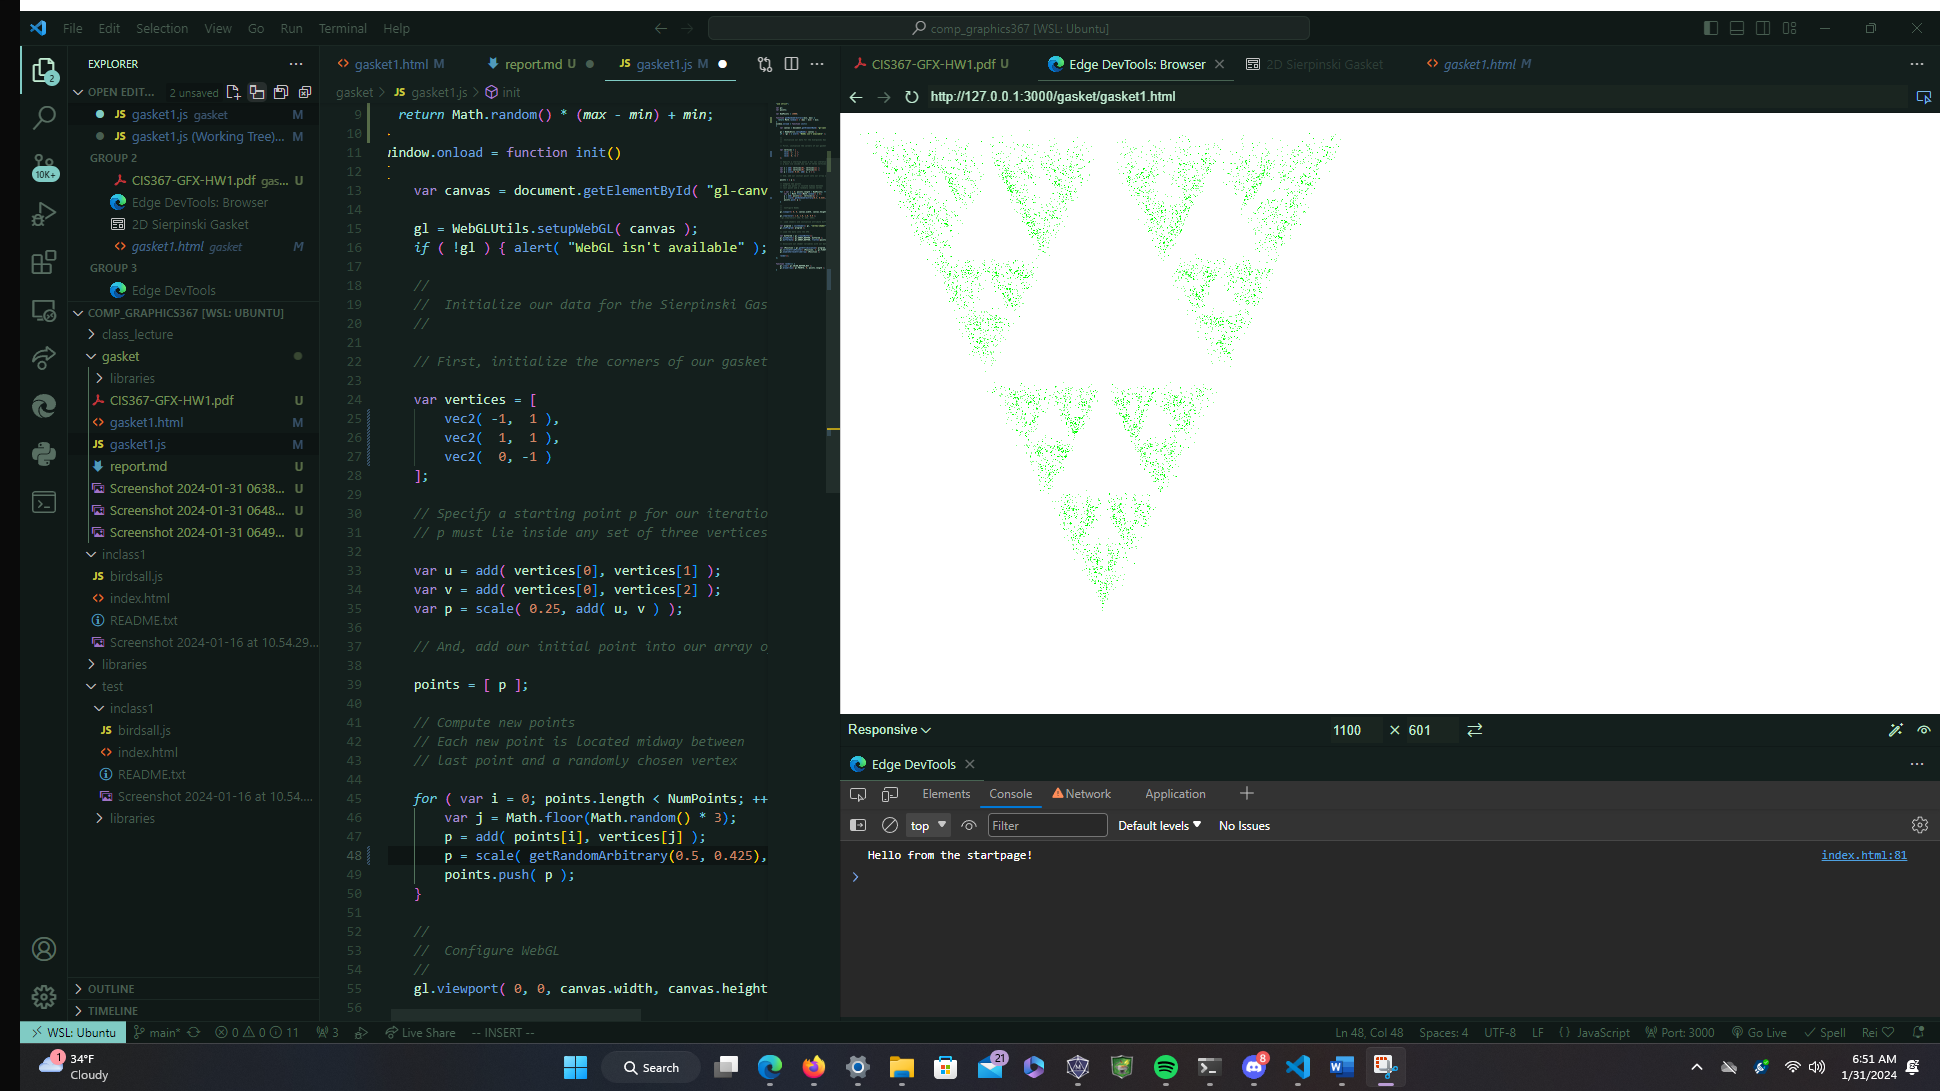 File Edit Selection View Go Run Terminal Help
comp_graphics367 [WSL: Ubuntu]
EXPLORER
OPEN EDIT... 2 unsaved
JS gasket1.js gasket M
JS gasket1.js (Working Tree)... M
GROUP 2
CIS367-GFX-HW1.pdf gas... U
Edge DevTools: Browser
2D Sierpinski Gasket
<> gasket1.html gasket M
GROUP 3
Edge DevTools
COMP_GRAPHICS367 [WSL: UBUNTU]
class_lecture
gasket
libraries
CIS367-GFX-HW1.pdf U
<> gasket1.html M
JS gasket1.js M
report.md U
Screenshot 2024-01-31 0638... U
Screenshot 2024-01-31 0648... U
Screenshot 2024-01-31 0649... U
inclass1
JS birdsall.js
<> index.html
README.txt
Screenshot 2024-01-16 at 10.54.29...
libraries
test
inclass1
JS birdsall.js
<> index.html
README.txt
Screenshot 2024-01-16 at 10.54....
libraries
OUTLINE
TIMELINE
2
10K+
<> gasket1.html M report.md U JS gasket1.js M
gasket > JS gasket1.js > init
9 return Math.random() * (max - min) + min;
10
11 window.onload = function init()
12
13 var canvas = document.getElementById( "gl-canv
14
15 gl = WebGLUtils.setupWebGL( canvas );
16 if ( !gl ) { alert( "WebGL isn't available" );
17
18 //
19 //  Initialize our data for the Sierpinski Gas
20 //
21
22 // First, initialize the corners of our gasket
23
24 var vertices = [
25 vec2( -1,  1 ),
26 vec2(  1,  1 ),
27 vec2(  0, -1 )
28 ];
29
30 // Specify a starting point p for our iteratio
31 // p must lie inside any set of three vertices
32
33 var u = add( vertices[0], vertices[1] );
34 var v = add( vertices[0], vertices[2] );
35 var p = scale( 0.25, add( u, v ) );
36
37 // And, add our initial point into our array o
38
39 points = [ p ];
40
41 // Compute new points
42 // Each new point is located midway between
43 // last point and a randomly chosen vertex
44
45 for ( var i = 0; points.length < NumPoints; ++
46 var j = Math.floor(Math.random() * 3);
47 p = add( points[i], vertices[j] );
48 p = scale( getRandomArbitrary(0.5, 0.425),
49 points.push( p );
50 }
51
52 //
53 //  Configure WebGL
54 //
55 gl.viewport( 0, 0, canvas.width, canvas.height
56
CIS367-GFX-HW1.pdf U Edge DevTools: Browser 2D Sierpinski Gasket <> gasket1.html M
http://127.0.0.1:3000/gasket/gasket1.html
Responsive 1100 × 601
Edge DevTools
Elements Console Network Application
top Filter Default levels No Issues
Hello from the startpage! index.html:81
WSL: Ubuntu main* 0 0 11 3 Live Share -- INSERT --
Ln 48, Col 48 Spaces: 4 UTF-8 LF {} JavaScript Port: 3000 Go Live Spell Rei
1 34°F
Cloudy
Search
21
8
6:51 AM
1/31/2024